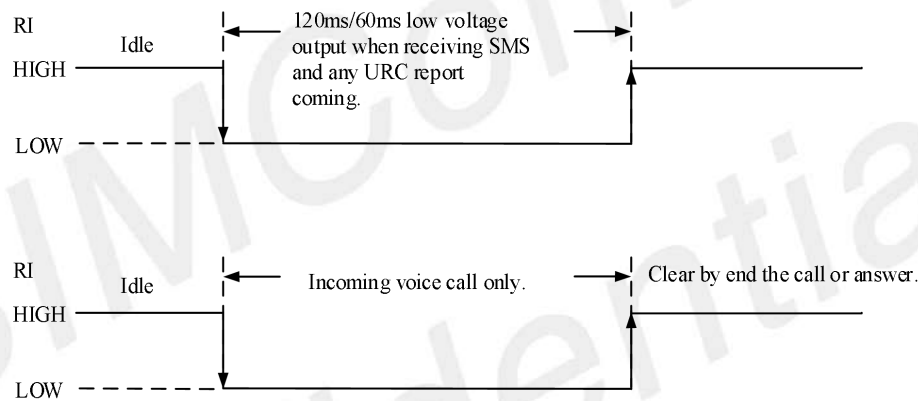 RI
Idle
120ms/60ms low voltage
output when receiving SMS
and any URC report
coming.
HIGH
LOW
RI
Idle
Incoming voice call only.
Clear by end the call or answer.
HIGH
LOW